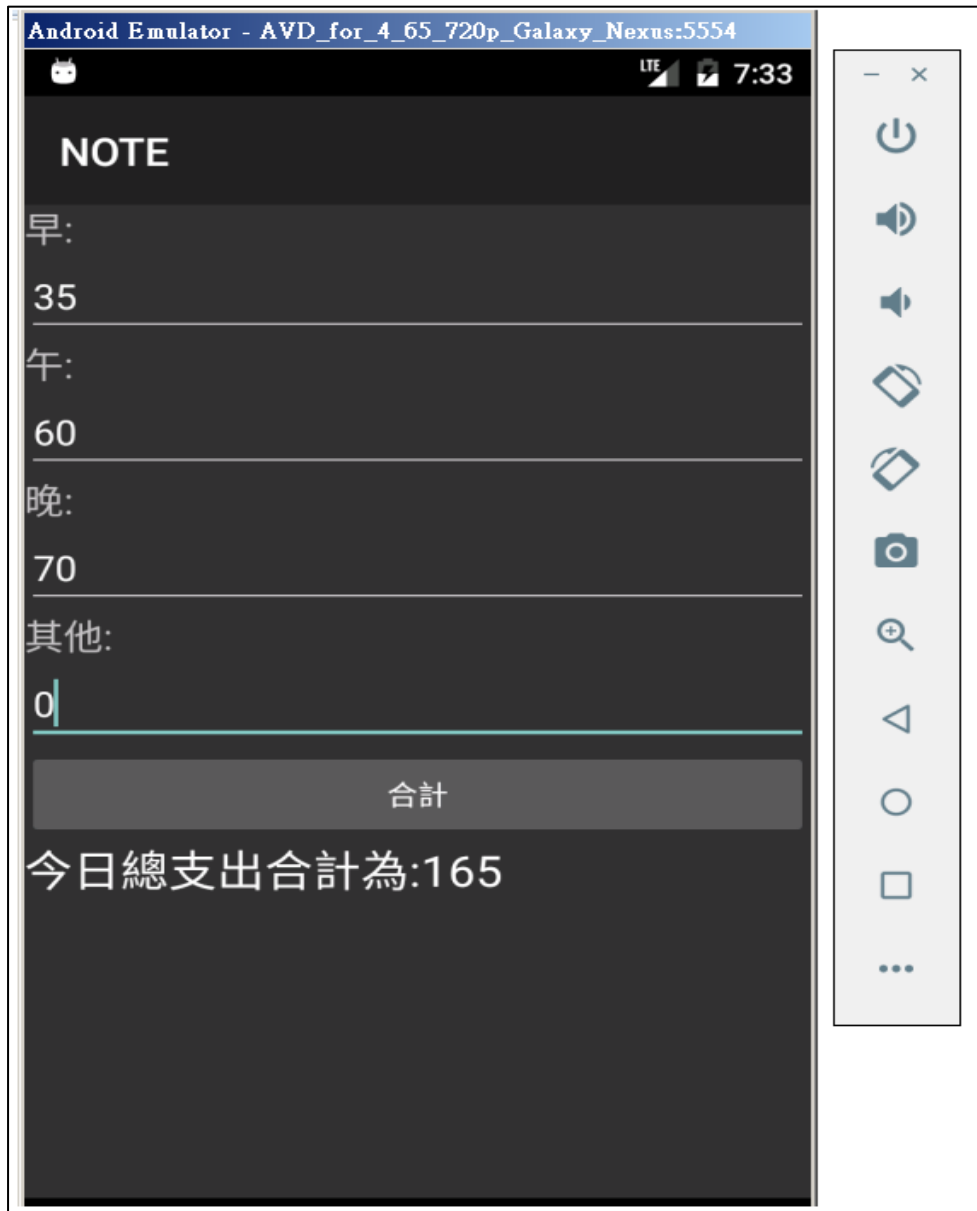 Android Emulator - AVD_for_4_65_720p_Galaxy_Nexus:5554
LTE 7:33
NOTE
早:
35
午:
60
晚:
70
其他:
0
合計
今日總支出合計為:165